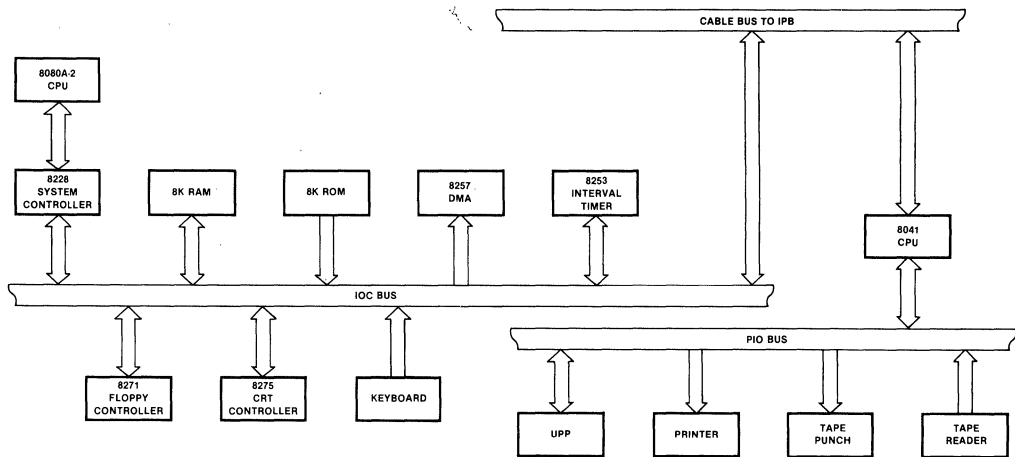 CABLE BUS TO IPB
8080A-2
CPU
8228
SYSTEM
CONTROLLER
8K RAM
8K ROM
8257
DMA
8253
INTERVAL
TIMER
8041
CPU
IOC BUS
PIO BUS
8271
FLOPPY
CONTROLLER
8275
CRT
CONTROLLER
KEYBOARD
UPP
PRINTER
TAPE
PUNCH
TAPE
READER